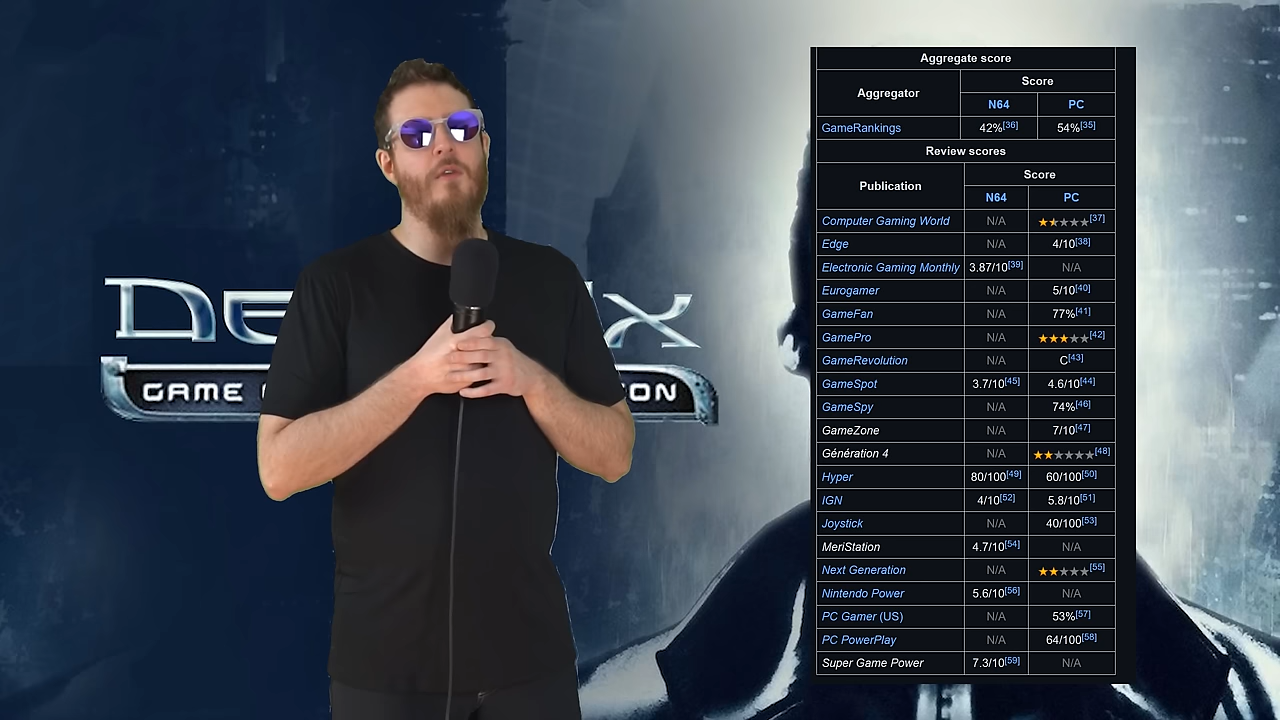 DE X
GAME ON
Aggregate score
Aggregator Score
N64 PC
GameRankings 42%[36] 54%[35]
Review scores
Publication Score
N64 PC
Computer Gaming World N/A ★★★★★[37]
Edge N/A 4/10[38]
Electronic Gaming Monthly 3.87/10[39] N/A
Eurogamer N/A 5/10[40]
GameFan N/A 77%[41]
GamePro N/A ★★★★★[42]
GameRevolution N/A C[43]
GameSpot 3.7/10[45] 4.6/10[44]
GameSpy N/A 74%[46]
GameZone N/A 7/10[47]
Génération 4 N/A ★★★★★★[48]
Hyper 80/100[49] 60/100[50]
IGN 4/10[52] 5.8/10[51]
Joystick N/A 40/100[53]
MeriStation 4.7/10[54] N/A
Next Generation N/A ★★★★★[55]
Nintendo Power 5.6/10[56] N/A
PC Gamer (US) N/A 53%[57]
PC PowerPlay N/A 64/100[58]
Super Game Power 7.3/10[59] N/A